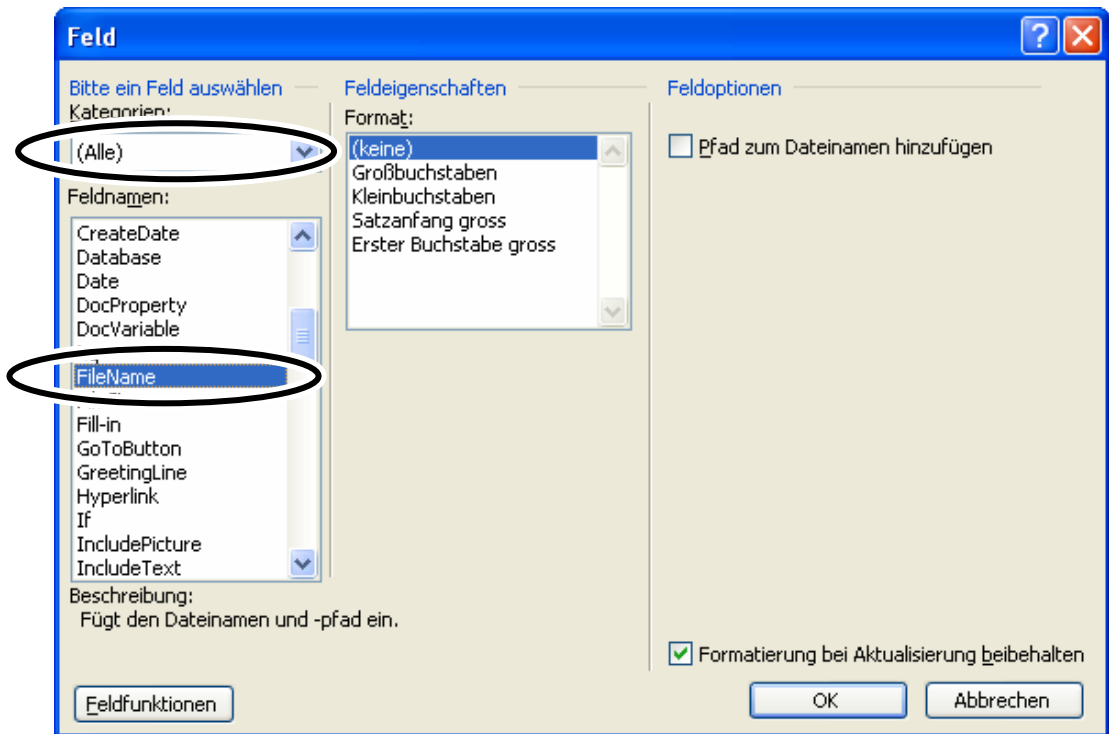 Feld
Bitte ein Feld auswählen
Kategorien:
(Alle)
Feldnamen:
CreateDate
Database
Date
DocProperty
DocVariable
FileName
Fill-in
GoToButton
GreetingLine
Hyperlink
If
IncludePicture
IncludeText
Beschreibung:
Fügt den Dateinamen und -pfad ein.
Feldfunktionen
Feldeigenschaften
Format:
(keine)
Großbuchstaben
Kleinbuchstaben
Satzanfang gross
Erster Buchstabe gross
Feldoptionen
Pfad zum Dateinamen hinzufügen
Formatierung bei Aktualisierung beibehalten
OK
Abbrechen